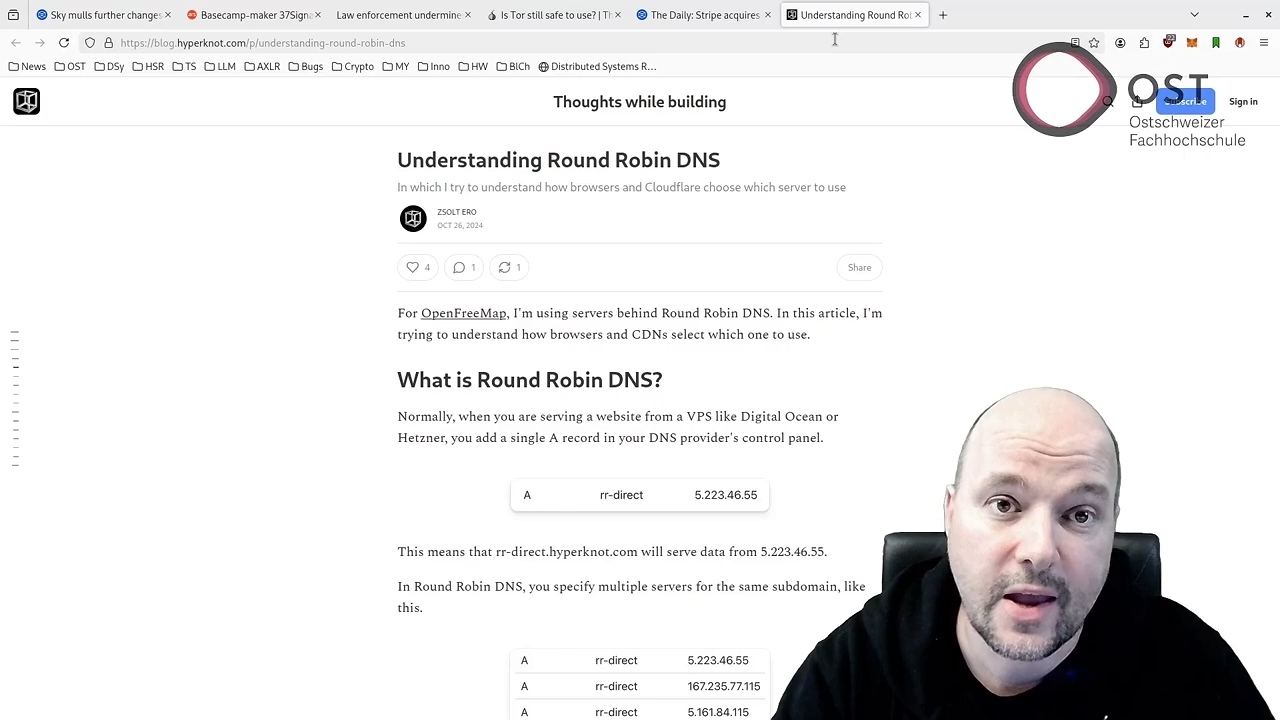 Sky mulls further changes
Basecamp-maker 37Signa
Law enforcement undermine
Is Tor still safe to use? | Th
The Daily: Stripe acquires
Understanding Round Ro
https://blog.hyperknot.com/p/understanding-round-robin-dns
News
OST
DSy
HSR
TS
LLM
AXLR
Bugs
Crypto
MY
Inno
HW
BlCh
Distributed Systems R...
Thoughts while building
Subscribe
Sign in
OST
Ostschweizer
Fachhochschule
Understanding Round Robin DNS
In which I try to understand how browsers and Cloudflare choose which server to use
ZSOLT ERO
OCT 26, 2024
4
1
1
Share
For OpenFreeMap, I'm using servers behind Round Robin DNS. In this article, I'm
trying to understand how browsers and CDNs select which one to use.
What is Round Robin DNS?
Normally, when you are serving a website from a VPS like Digital Ocean or
Hetzner, you add a single A record in your DNS provider's control panel.
A rr-direct 5.223.46.55
This means that rr-direct.hyperknot.com will serve data from 5.223.46.55.
In Round Robin DNS, you specify multiple servers for the same subdomain, like
this.
A rr-direct 5.223.46.55
A rr-direct 167.235.77.115
A rr-direct 5.161.84.115